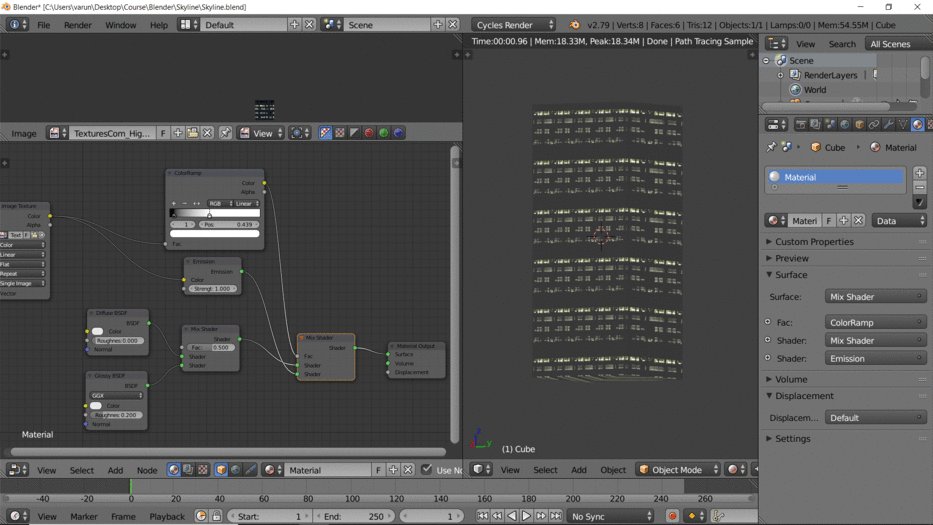 Blender* [C:\Users\varun\Desktop\Course\Blender\Skyline\Skyline.blend]
File Render Window Help Default Scene Cycles Render v2.79 | Verts:8 | Faces:6 | Tris:12 | Objects:1/1 | Lamps:0/0 | Mem:54.55M | Cube
Time:00:00.96 | Mem:18.33M, Peak:18.34M | Done | Path Tracing Sample
View Search All Scenes
Scene
RenderLayers
World
Image TexturesCom_Hig... F View
Cube Material
Material
Materi F Data
Custom Properties
Preview
Surface
Surface: Mix Shader
Fac: ColorRamp
Shader: Mix Shader
Shader: Emission
Volume
Displacement
Displacem... Default
Settings
ColorRamp
Color
Alpha
RGB Linear
1 Pos: 0.439
Fac
Image Texture
Color
Alpha
Text F
Color
Linear
Flat
Repeat
Single Image
Vector
Emission
Emission
Color
Strengt: 1.000
Diffuse BSDF
BSDF
Color
Roughnes: 0.000
Normal
Mix Shader
Shader
Fac: 0.500
Shader
Shader
Mix Shader
Shader
Fac
Shader
Shader
Material Output
Surface
Volume
Displacement
Glossy BSDF
BSDF
GGX
Color
Roughnes: 0.200
Normal
Material
(1) Cube
z
y
View Select Add Node Material F Use No
View Select Add Object Object Mode
-40 -20 0 20 40 60 80 100 120 140 160 180 200 220 240 260
View Marker Frame Playback Start: 1 End: 250 1 No Sync